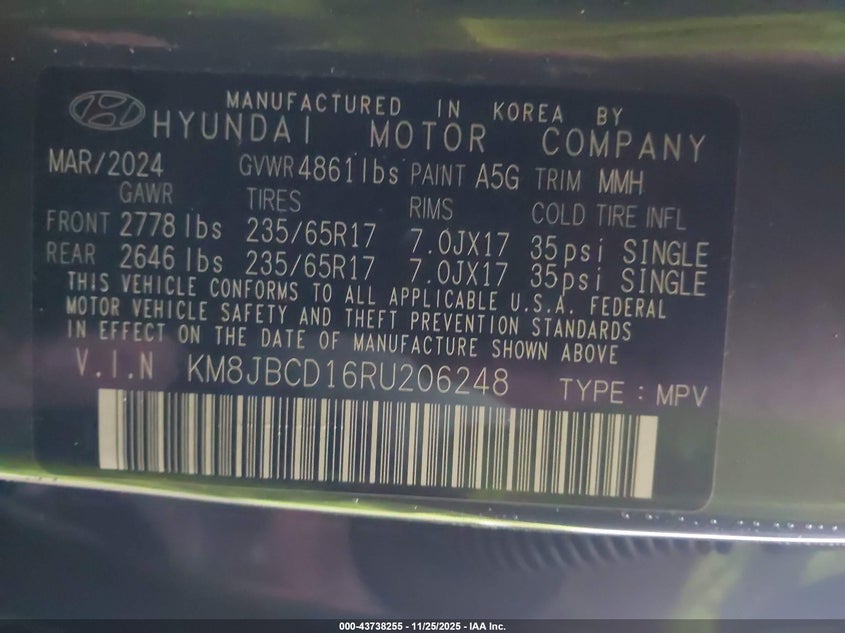 MANUFACTURED IN KOREA BY
HYUNDAI MOTOR COMPANY
MAR/2024 GVWR 4861lbs PAINT A5G TRIM MMH
GAWR TIRES RIMS COLD TIRE INFL
FRONT 2778 lbs 235/65R17 7.0JX17 35psi SINGLE
REAR 2646 lbs 235/65R17 7.0JX17 35psi SINGLE
THIS VEHICLE CONFORMS TO ALL APPLICABLE U.S.A. FEDERAL
MOTOR VEHICLE SAFETY AND THEFT PREVENTION STANDARDS
IN EFFECT ON THE DATE OF MANUFACTURE SHOWN ABOVE
V.I.N KM8JBCD16RU206248 TYPE : MPV
000-43738255 - 11/25/2025 - IAA Inc.